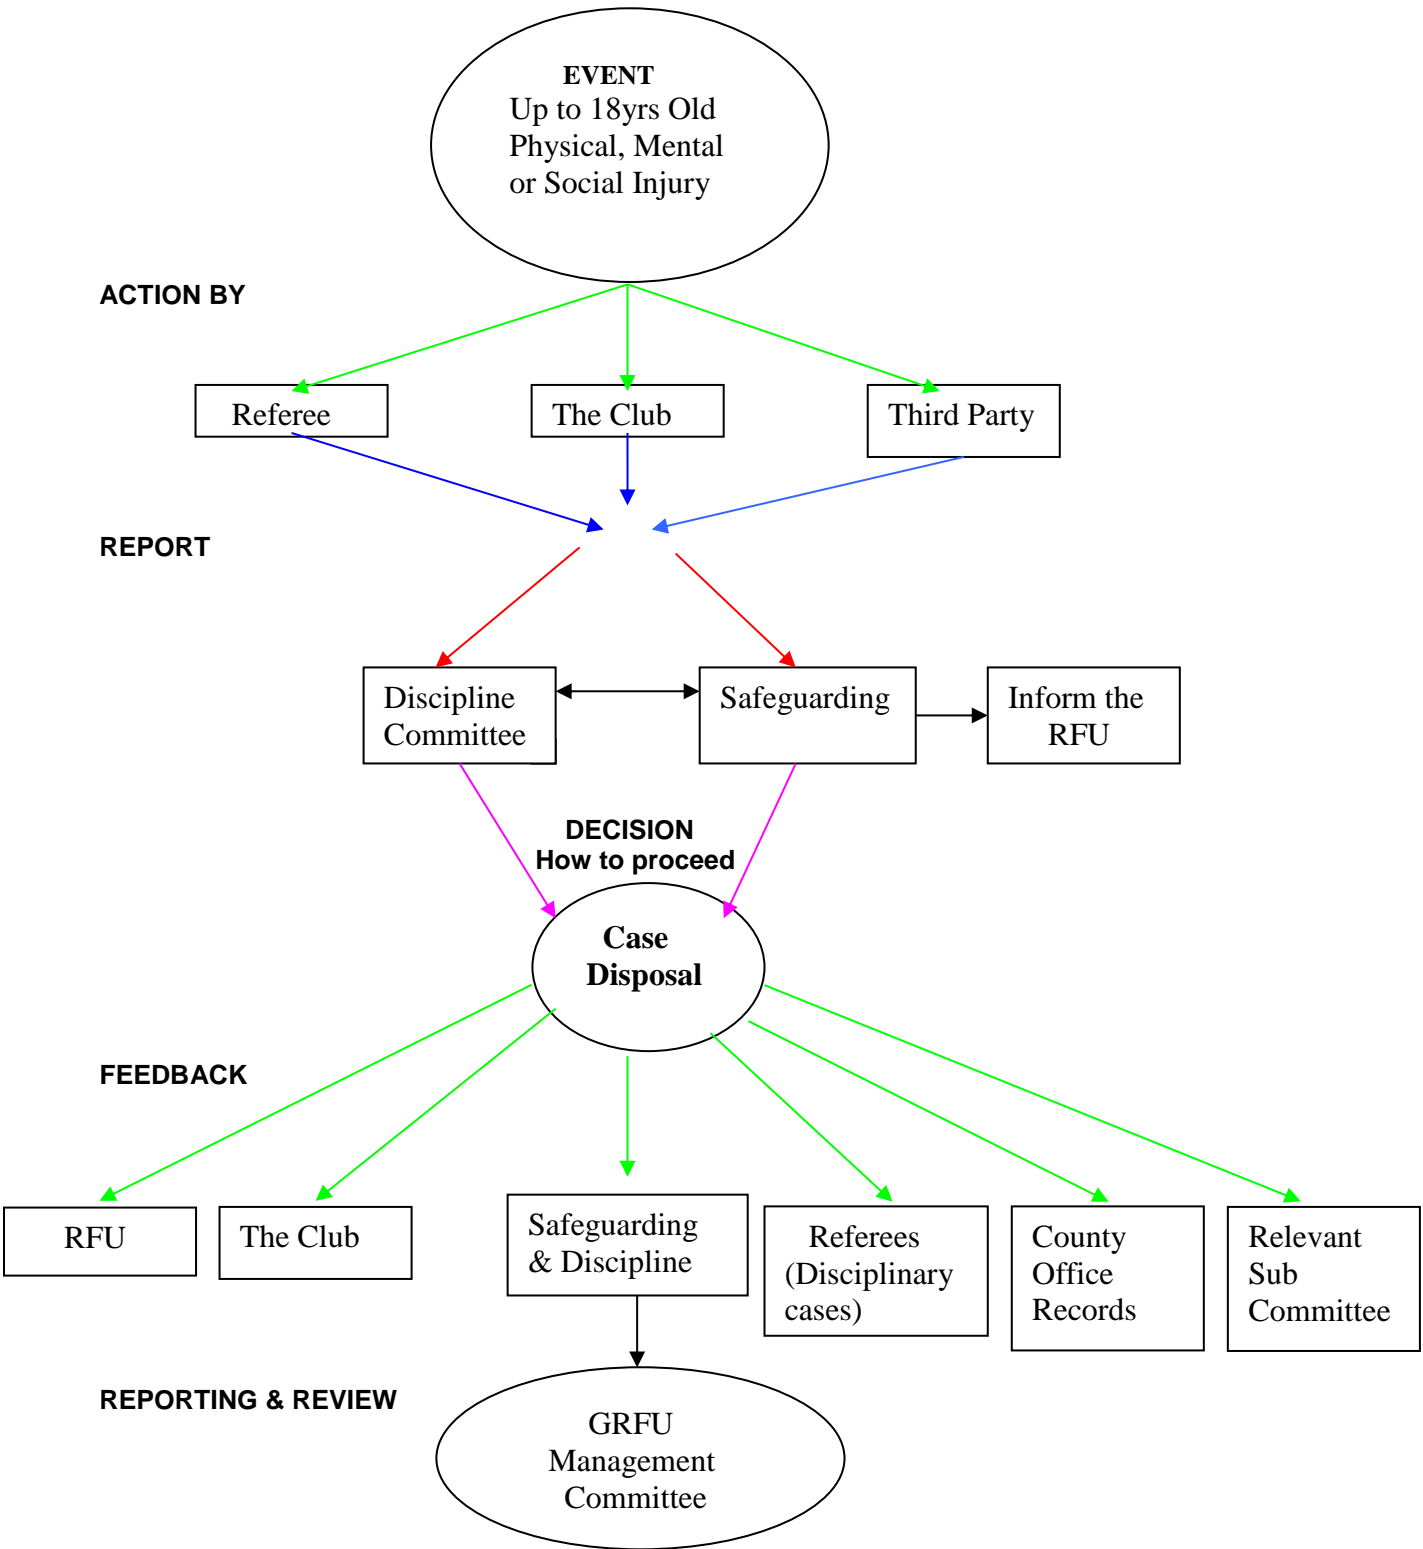 EVENT
Up to 18yrs Old
Physical, Mental
or Social Injury
ACTION BY
Referee
The Club
Third Party
REPORT
Discipline
Committee
Safeguarding
Inform the
RFU
DECISION
How to proceed
Case
Disposal
FEEDBACK
RFU
The Club
Safeguarding
& Discipline
Referees
(Disciplinary
cases)
County
Office
Records
Relevant
Sub
Committee
REPORTING & REVIEW
GRFU
Management
Committee